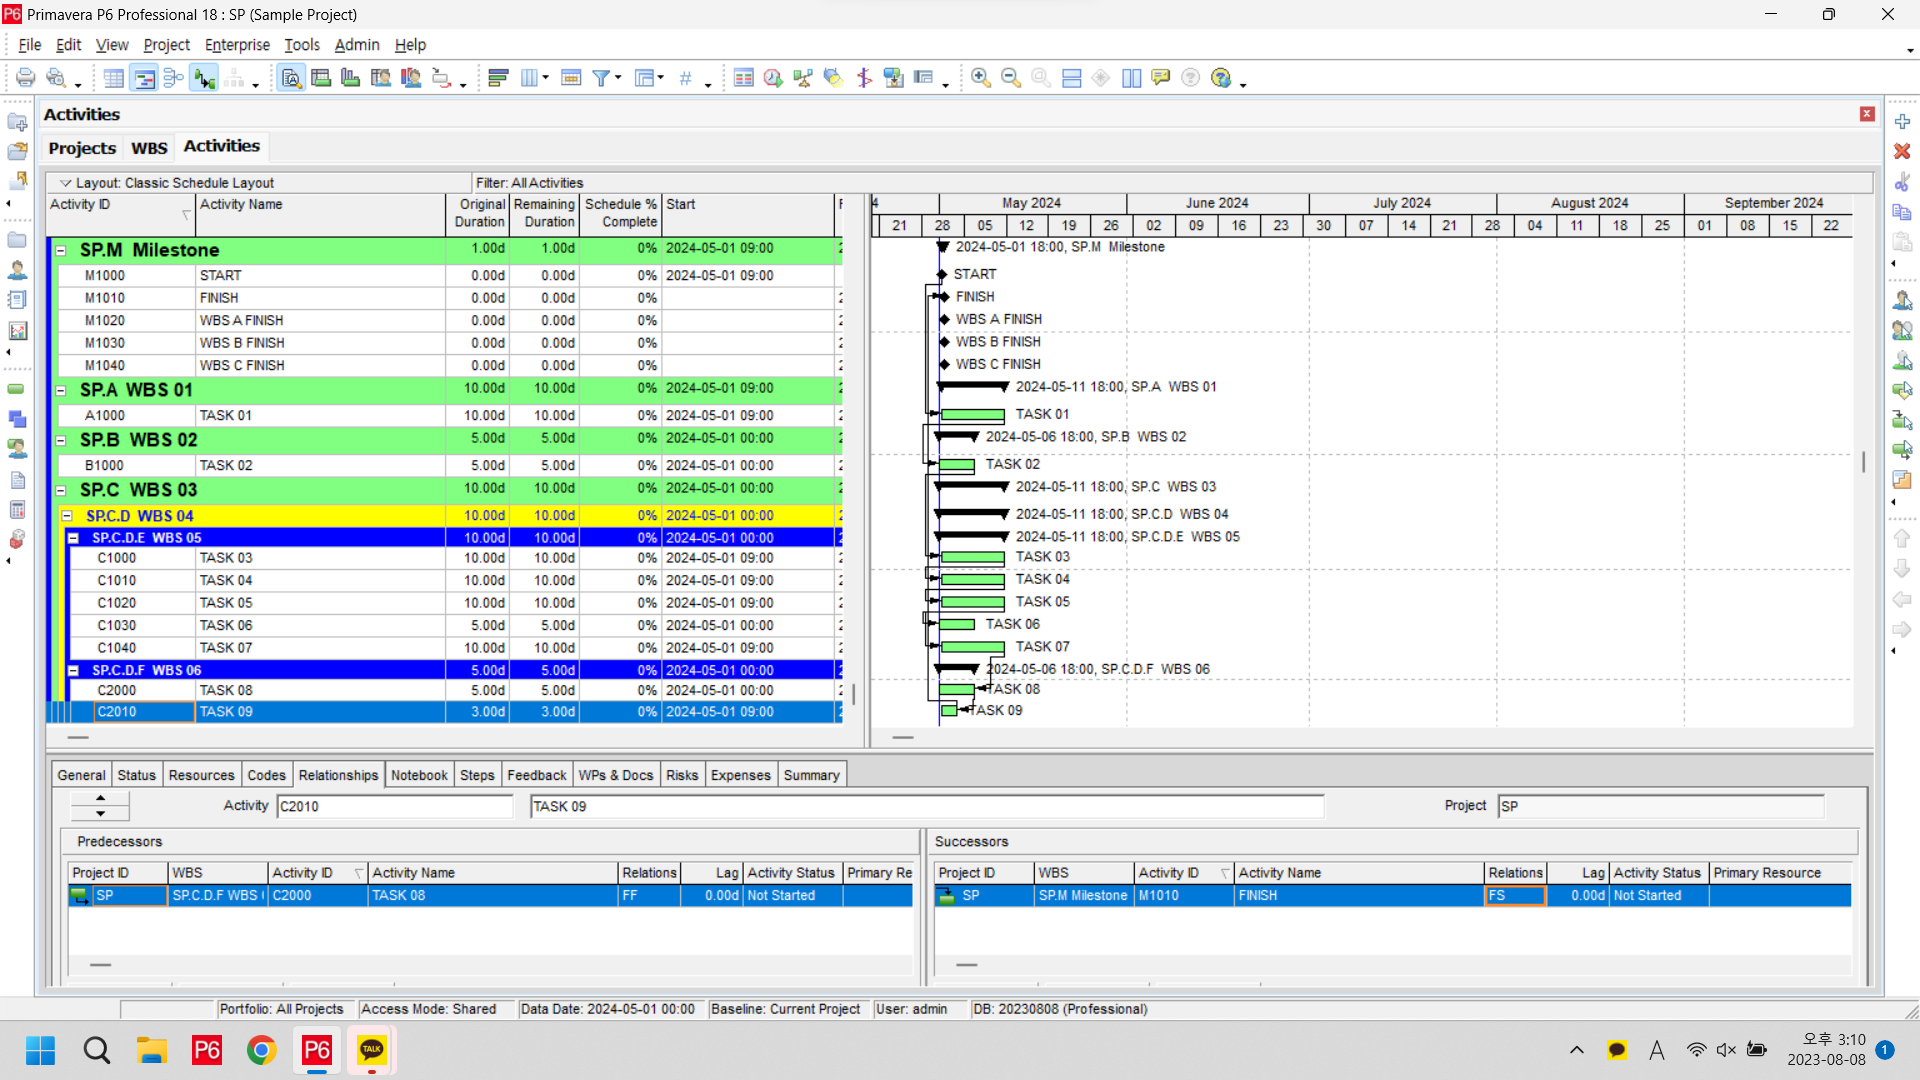 Primavera P6 Professional 18 : SP (Sample Project)
File Edit View Project Enterprise Tools Admin Help
Activities
Projects WBS Activities
Layout: Classic Schedule Layout Filter: All Activities
Activity ID Activity Name Original Duration Remaining Duration Schedule % Complete Start
4 May 2024 June 2024 July 2024 August 2024 September 2024
21 28 05 12 19 26 02 09 16 23 30 07 14 21 28 04 11 18 25 01 08 15 22
SP.M Milestone 1.00d 1.00d 0% 2024-05-01 09:00 2024-05-01 18:00, SP.M Milestone
M1000 START 0.00d 0.00d 0% 2024-05-01 09:00 START
M1010 FINISH 0.00d 0.00d 0% FINISH
M1020 WBS A FINISH 0.00d 0.00d 0% WBS A FINISH
M1030 WBS B FINISH 0.00d 0.00d 0% WBS B FINISH
M1040 WBS C FINISH 0.00d 0.00d 0% WBS C FINISH
SP.A WBS 01 10.00d 10.00d 0% 2024-05-01 09:00 2024-05-11 18:00, SP.A WBS 01
A1000 TASK 01 10.00d 10.00d 0% 2024-05-01 09:00 TASK 01
SP.B WBS 02 5.00d 5.00d 0% 2024-05-01 00:00 2024-05-06 18:00, SP.B WBS 02
B1000 TASK 02 5.00d 5.00d 0% 2024-05-01 00:00 TASK 02
SP.C WBS 03 10.00d 10.00d 0% 2024-05-01 00:00 2024-05-11 18:00, SP.C WBS 03
SP.C.D WBS 04 10.00d 10.00d 0% 2024-05-01 00:00 2024-05-11 18:00, SP.C.D WBS 04
SP.C.D.E WBS 05 10.00d 10.00d 0% 2024-05-01 00:00 2024-05-11 18:00, SP.C.D.E WBS 05
C1000 TASK 03 10.00d 10.00d 0% 2024-05-01 09:00 TASK 03
C1010 TASK 04 10.00d 10.00d 0% 2024-05-01 09:00 TASK 04
C1020 TASK 05 10.00d 10.00d 0% 2024-05-01 09:00 TASK 05
C1030 TASK 06 5.00d 5.00d 0% 2024-05-01 00:00 TASK 06
C1040 TASK 07 10.00d 10.00d 0% 2024-05-01 09:00 TASK 07
SP.C.D.F WBS 06 5.00d 5.00d 0% 2024-05-01 00:00 2024-05-06 18:00, SP.C.D.F WBS 06
C2000 TASK 08 5.00d 5.00d 0% 2024-05-01 00:00 TASK 08
C2010 TASK 09 3.00d 3.00d 0% 2024-05-01 09:00 TASK 09
General Status Resources Codes Relationships Notebook Steps Feedback WPs & Docs Risks Expenses Summary
Activity C2010 TASK 09 Project SP
Predecessors Successors
Project ID WBS Activity ID Activity Name Relations Lag Activity Status Primary Re Project ID WBS Activity ID Activity Name Relations Lag Activity Status Primary Resource
SP SP.C.D.F WBS C2000 TASK 08 FF 0.00d Not Started SP SP.M Milestone M1010 FINISH FS 0.00d Not Started
Portfolio: All Projects Access Mode: Shared Data Date: 2024-05-01 00:00 Baseline: Current Project User: admin DB: 20230808 (Professional)
P6 P6 TALK A 오후 3:10 1
2023-08-08